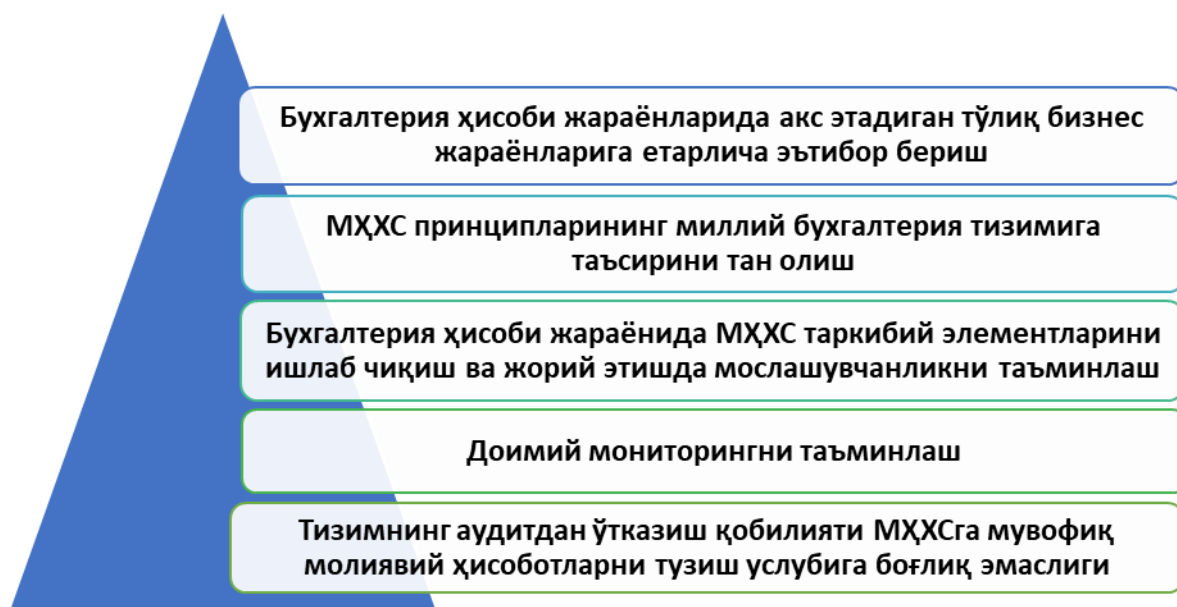 Бухгалтерия ҳисоби жараёнларида акс этадиган тўлиқ бизнес
жараёнларига етарлича эътибор бериш
МҲХС принципларининг миллий бухгалтерия тизимига
таъсирини тан олиш
Бухгалтерия ҳисоби жараёнида МҲХС таркибий элементларини
ишлаб чиқиш ва жорий этишда мослашувчанликни таъминлаш
Доимий мониторингни таъминлаш
Тизимнинг аудитдан ўтказиш қобилияти МҲХСга мувофиқ
молиявий ҳисоботларни тузиш услубига боғлиқ эмаслиги